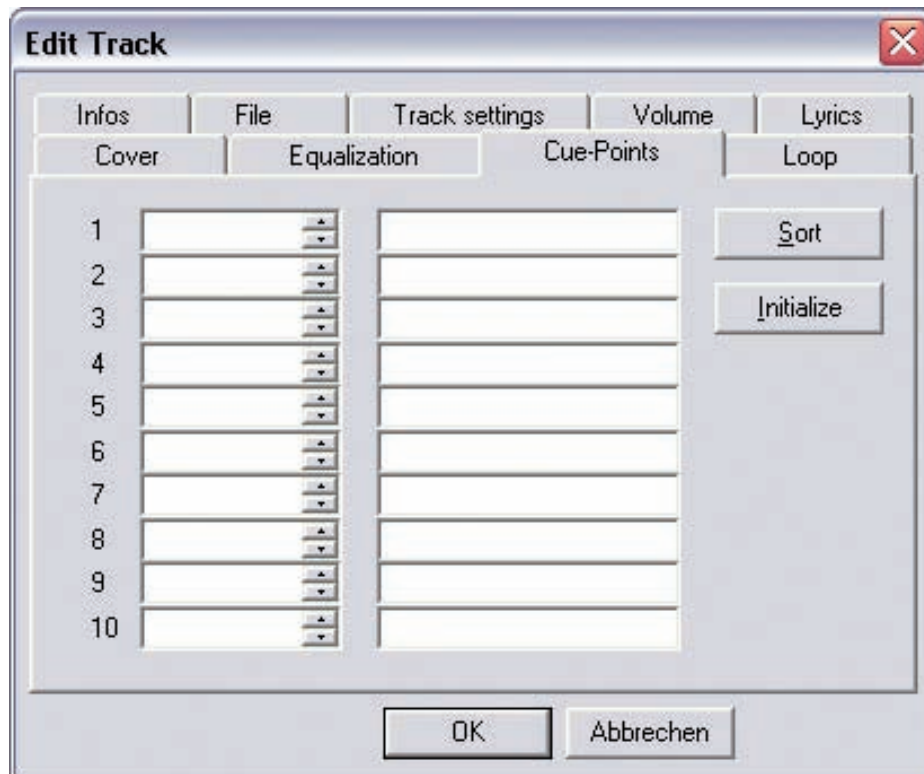 Edit Track
Infos File Track settings Volume Lyrics
Cover Equalization Cue-Points Loop
1 Sort
2
3 Initialize
4
5
6
7
8
9
10
OK Abbrechen